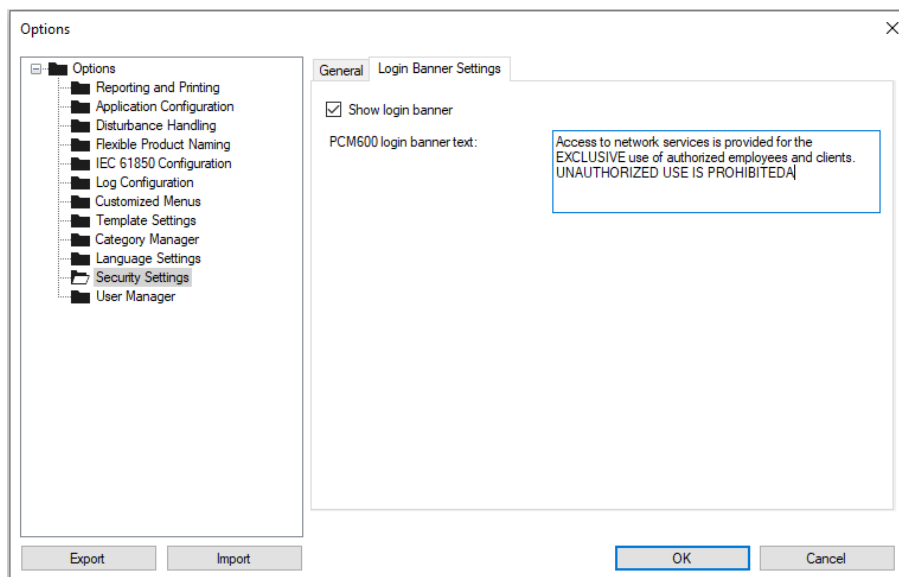 Options
Options
Reporting and Printing
Application Configuration
Disturbance Handling
Flexible Product Naming
IEC 61850 Configuration
Log Configuration
Customized Menus
Template Settings
Category Manager
Language Settings
Security Settings
User Manager
General
Login Banner Settings
Show login banner
PCM600 login banner text:
Access to network services is provided for the
EXCLUSIVE use of authorized employees and clients.
UNAUTHORIZED USE IS PROHIBITEDA
Export
Import
OK
Cancel